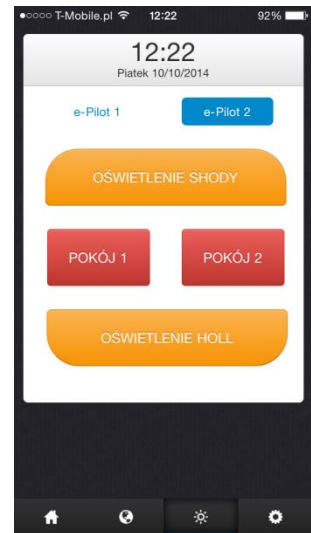 T-Mobile.pl 12:22 92%
12:22
Piatek 10/10/2014
e-Pilot 1 e-Pilot 2
OŚWIETLENIE SHODY
POKÓJ 1 POKÓJ 2
OŚWIETLENIE HOLL